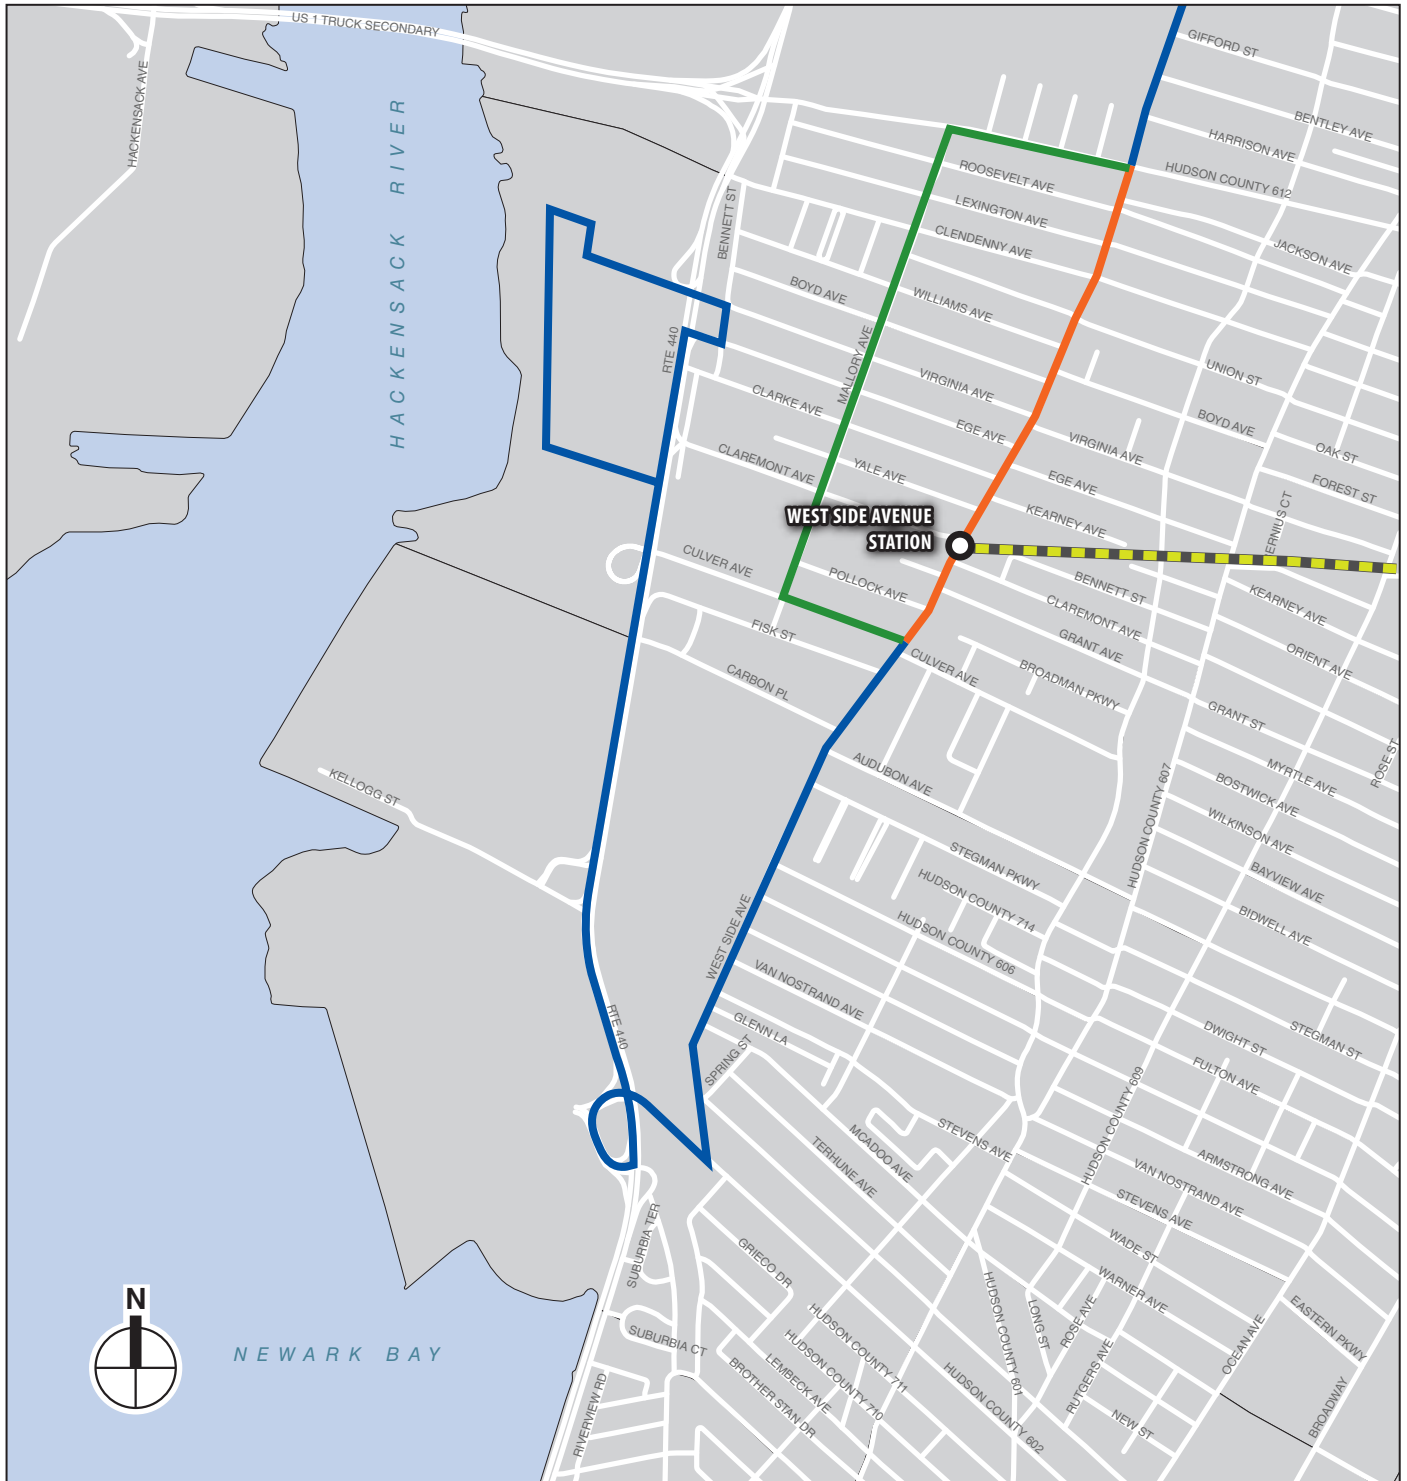 US 1 TRUCK SECONDARY
GIFFORD ST
HACKENSACK AVE
HACKENSACK RIVER
BENTLEY AVE
HARRISON AVE
HUDSON COUNTY 612
ROOSEVELT AVE
LEXINGTON AVE
CLENDENNY AVE
JACKSON AVE
BENNETT ST
BOYD AVE
WILLIAMS AVE
RTE 440
MALLORY AVE
UNION ST
VIRGINIA AVE
CLARKE AVE
BOYD AVE
EGE AVE
VIRGINIA AVE
OAK ST
CLAREMONT AVE
YALE AVE
EGE AVE
FOREST ST
KEARNEY AVE
ERNIUS CT
WEST SIDE AVENUE
STATION
CULVER AVE
POLLOCK AVE
BENNETT ST
KEARNEY AVE
CLAREMONT AVE
FISK ST
GRANT AVE
ORIENT AVE
CULVER AVE
BROADMAN PKWY
CARBON PL
GRANT ST
KELLOGG ST
AUDUBON AVE
MYRTLE AVE
ROSE ST
BOSTWICK AVE
HUDSON COUNTY 607
WILKINSON AVE
STEGMAN PKWY
BAYVIEW AVE
HUDSON COUNTY 714
BIDWELL AVE
HUDSON COUNTY 606
WEST SIDE AVE
VAN NOSTRAND AVE
RTE 440
GLENN LA
DWIGHT ST
STEGMAN ST
SPRING ST
FULTON AVE
HUDSON COUNTY 609
STEVENS AVE
MCADOO AVE
TERHUNE AVE
ARMSTRONG AVE
VAN NOSTRAND AVE
STEVENS AVE
SUBURBIA TER
WADE ST
GRIECO DR
WARNER AVE
HUDSON COUNTY 601
LONG ST
ROSE AVE
EASTERN PKWY
N
NEWARK BAY
SUBURBIA CT
HUDSON COUNTY 711
HUDSON COUNTY 710
LEMBECK AVE
BROTHER STAN DR
HUDSON COUNTY 602
RUTGERS AVE
OCEAN AVE
NEW ST
BROADWAY
RIVERVIEW RD